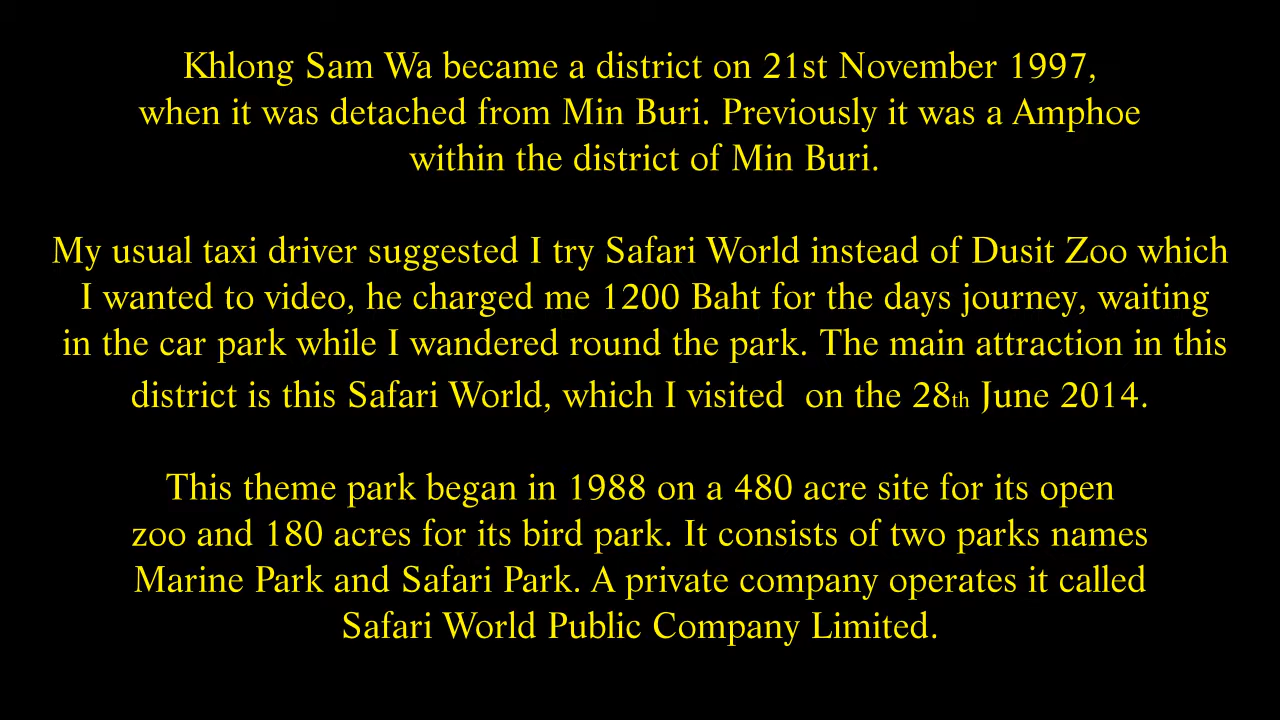 Khlong Sam Wa became a district on 21st November 1997,
when it was detached from Min Buri. Previously it was a Amphoe
within the district of Min Buri.
My usual taxi driver suggested I try Safari World instead of Dusit Zoo which
I wanted to video, he charged me 1200 Baht for the days journey, waiting
in the car park while I wandered round the park. The main attraction in this
district is this Safari World, which I visited  on the 28th June 2014.
This theme park began in 1988 on a 480 acre site for its open
zoo and 180 acres for its bird park. It consists of two parks names
Marine Park and Safari Park. A private company operates it called
Safari World Public Company Limited.